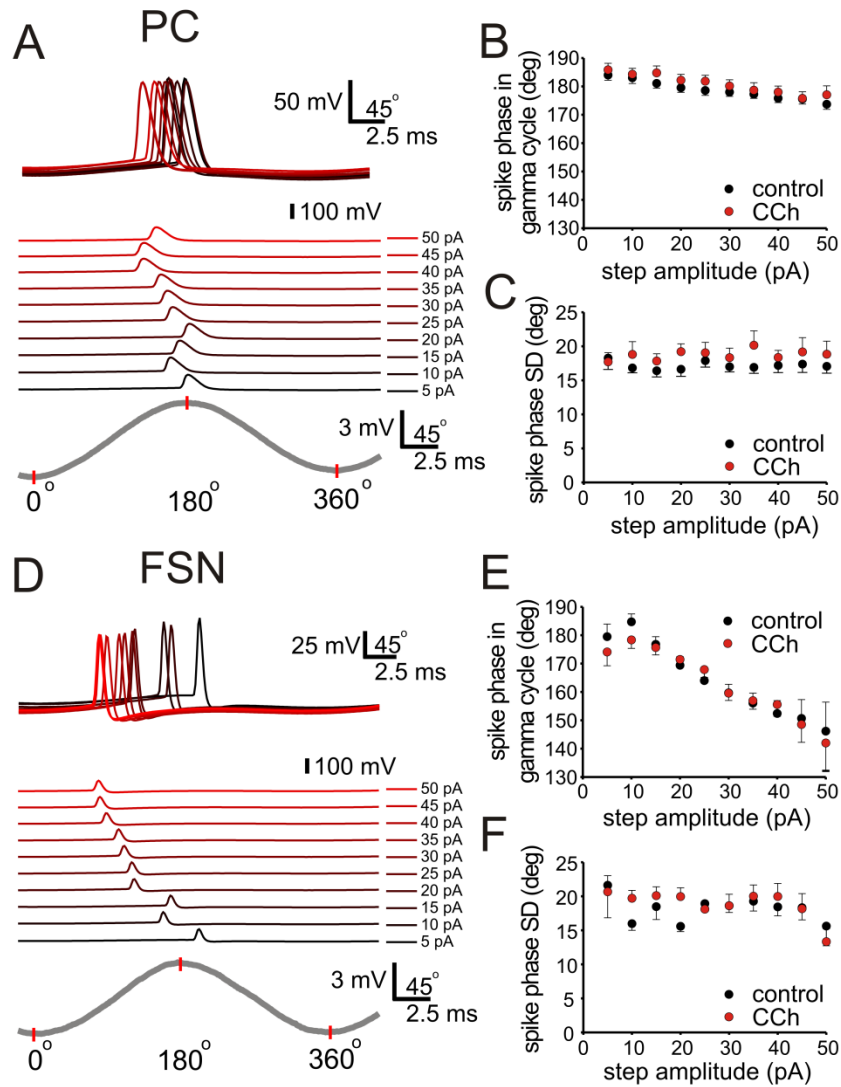 A
PC
50 mV
45°
2.5 ms
100 mV
50 pA
45 pA
40 pA
35 pA
30 pA
25 pA
20 pA
15 pA
10 pA
5 pA
3 mV
45°
2.5 ms
0°
180°
360°
B
spike phase in
gamma cycle (deg)
190
180
170
160
150
140
130
control
CCh
0
10
20
30
40
50
step amplitude (pA)
C
spike phase SD (deg)
25
20
15
10
5
0
control
CCh
0
10
20
30
40
50
step amplitude (pA)
D
FSN
25 mV
45°
2.5 ms
100 mV
50 pA
45 pA
40 pA
35 pA
30 pA
25 pA
20 pA
15 pA
10 pA
5 pA
3 mV
45°
2.5 ms
0°
180°
360°
E
spike phase in
gamma cycle (deg)
190
180
170
160
150
140
130
control
CCh
0
10
20
30
40
50
step amplitude (pA)
F
spike phase SD (deg)
25
20
15
10
5
0
control
CCh
0
10
20
30
40
50
step amplitude (pA)